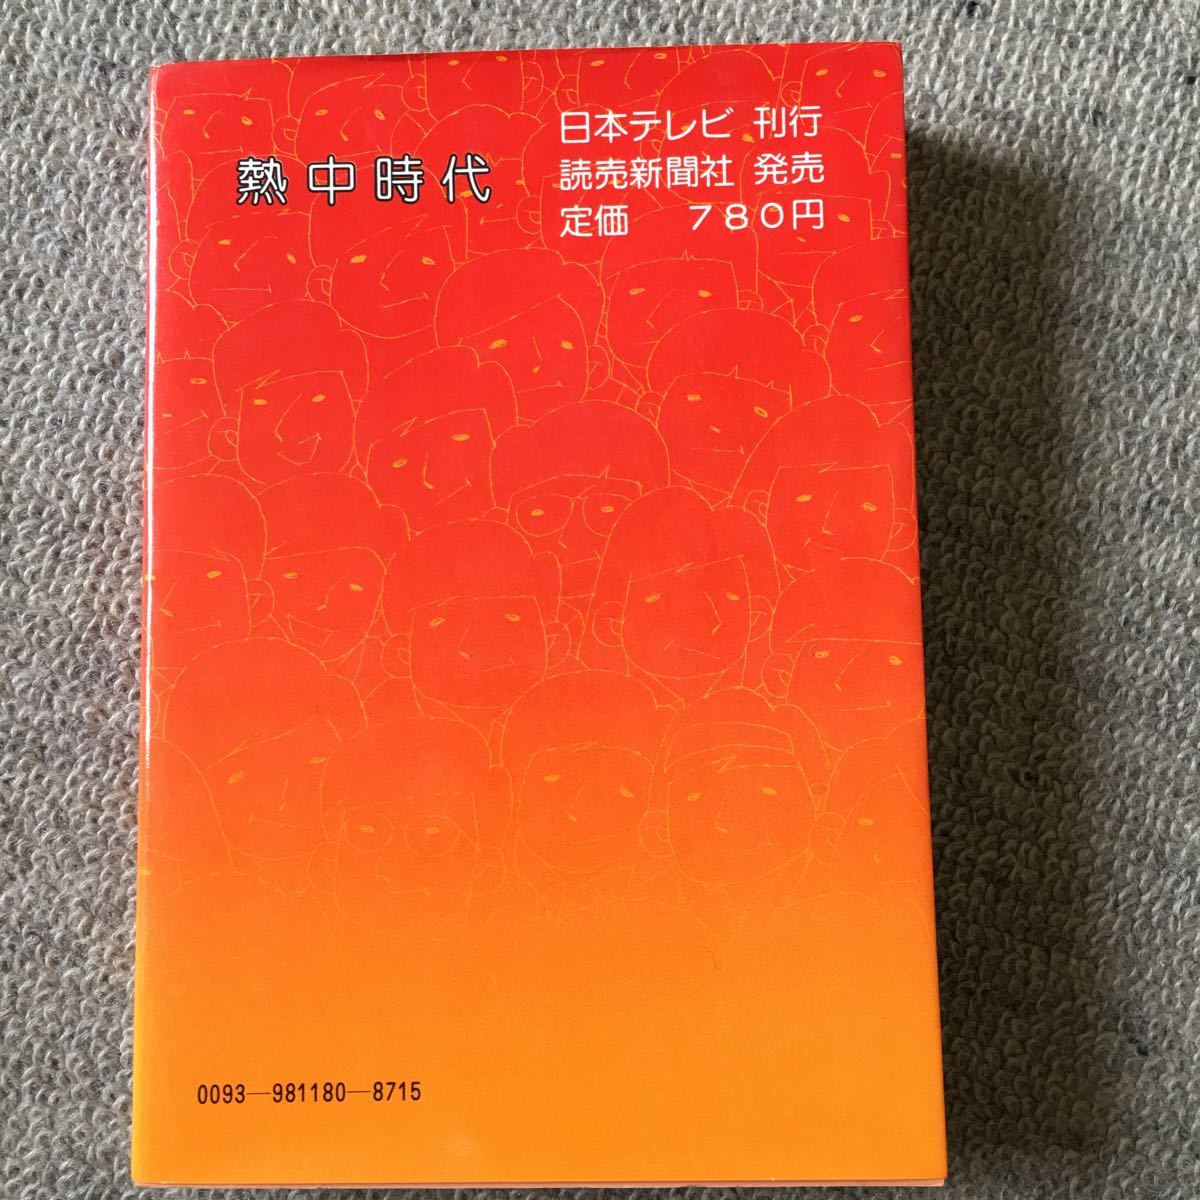 熱中時代
日本テレビ 刊行
読売新聞社 発売
定価 780円
0093—981180—8715